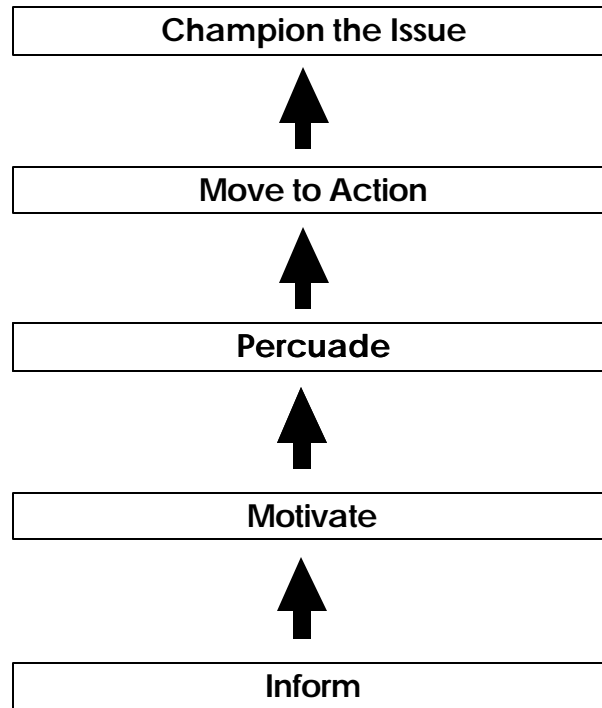 Champion the Issue
Move to Action
Percuade
Motivate
Inform